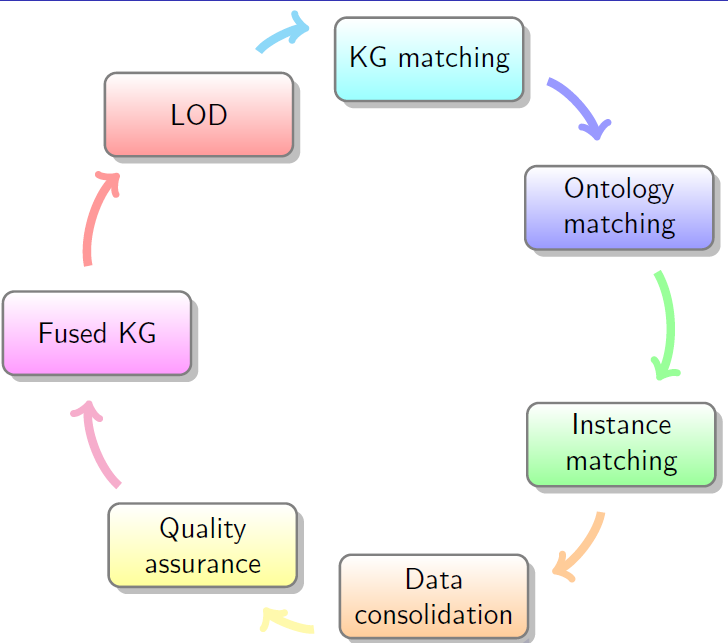 LOD
KG matching
Ontology
matching
Instance
matching
Data
consolidation
Quality
assurance
Fused KG